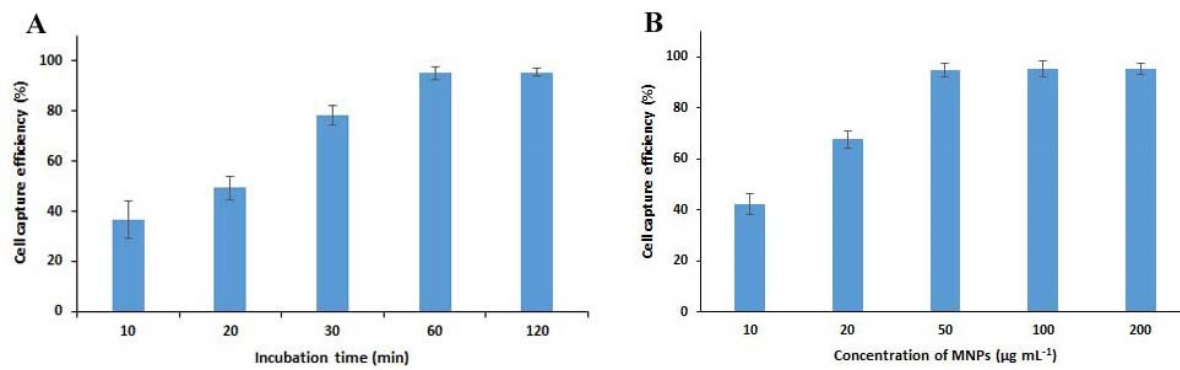 A
Cell capture efficiency (%)
100
80
60
40
20
0
10 20 30 60 120
Incubation time (min)
B
Cell capture efficiency (%)
100
80
60
40
20
0
10 20 50 100 200
Concentration of MNPs (µg mL⁻¹)